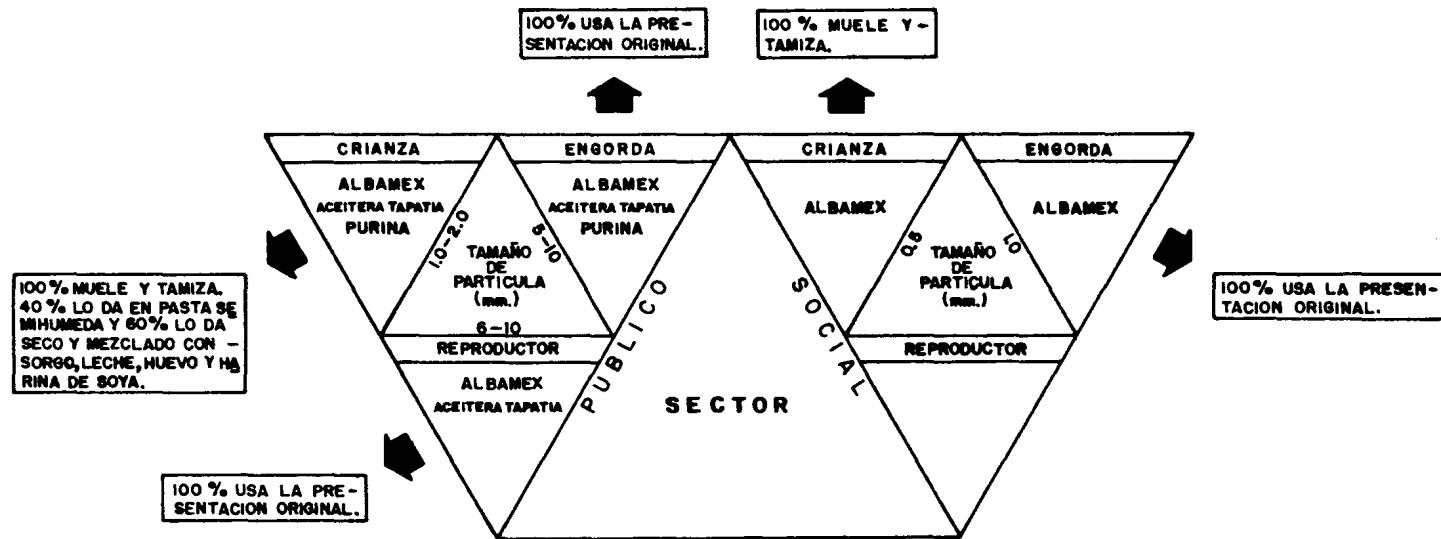 100% USA LA PRE-
SENTACION ORIGINAL.
100% MUELE Y-
TAMIZA.
CRIANZA
ENGORDA
CRIANZA
ENGORDA
ALBAMEX
ACEITERA TAPATIA
PURINA
1.0-2.0
TAMAÑO
DE
PARTICULA
(mm.)
5-10
6-10
ALBAMEX
ACEITERA TAPATIA
PURINA
ALBAMEX
0.5
TAMAÑO
DE
PARTICULA
(mm.)
1.0
ALBAMEX
100% MUELE Y TAMIZA.
40% LO DA EN PASTA SE
MIHUMEDA Y 60% LO DA
SECO Y MEZCLADO CON -
SORGO, LECHE, HUEVO Y HA
RINA DE SOYA.
100% USA LA PRESEN-
TACION ORIGINAL.
REPRODUCTOR
ALBAMEX
ACEITERA TAPATIA
PUBLICO
SECTOR
SOCIAL
REPRODUCTOR
100% USA LA PRE-
SENTACION ORIGINAL.